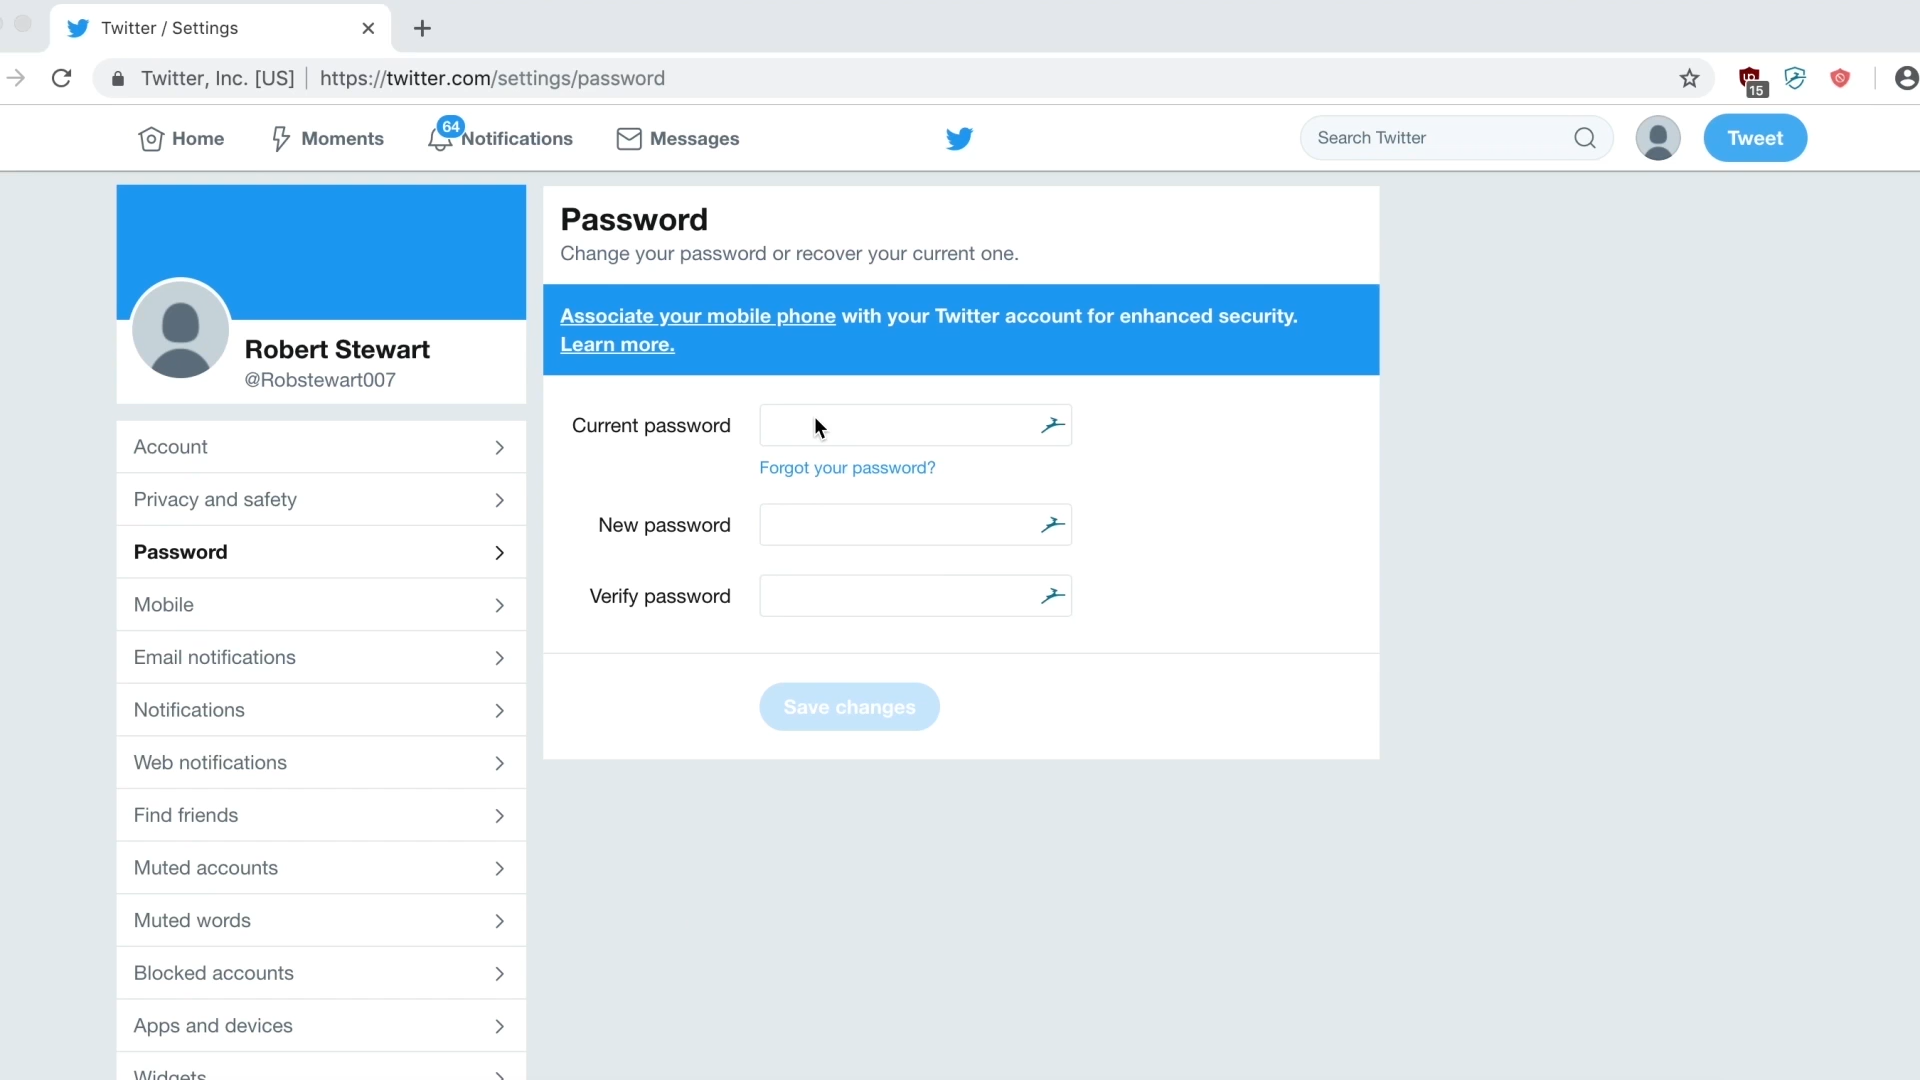 Twitter / Settings
Twitter, Inc. [US] https://twitter.com/settings/password
15
Home
Moments
64
Notifications
Messages
Search Twitter
Tweet
Robert Stewart
@Robstewart007
Account
Privacy and safety
Password
Mobile
Email notifications
Notifications
Web notifications
Find friends
Muted accounts
Muted words
Blocked accounts
Apps and devices
Widgets
Password
Change your password or recover your current one.
Associate your mobile phone with your Twitter account for enhanced security.
Learn more.
Current password
Forgot your password?
New password
Verify password
Save changes